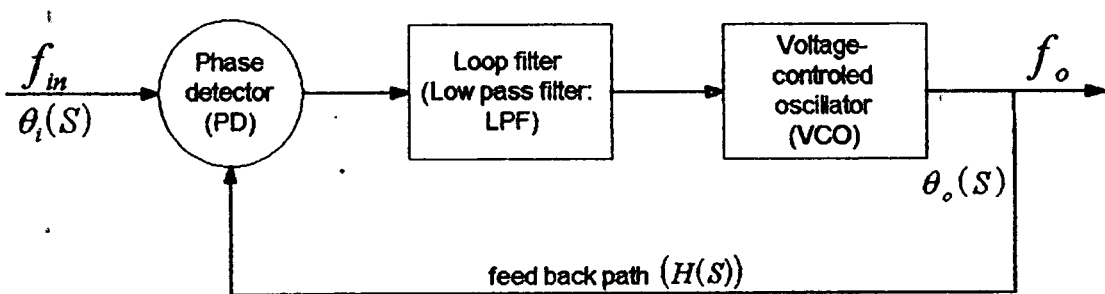 f_in
θ_i(S)
Phase
detector
(PD)
Loop filter
(Low pass filter:
LPF)
Voltage-
controled
oscillator
(VCO)
f_o
θ_o(S)
feed back path (H(S))